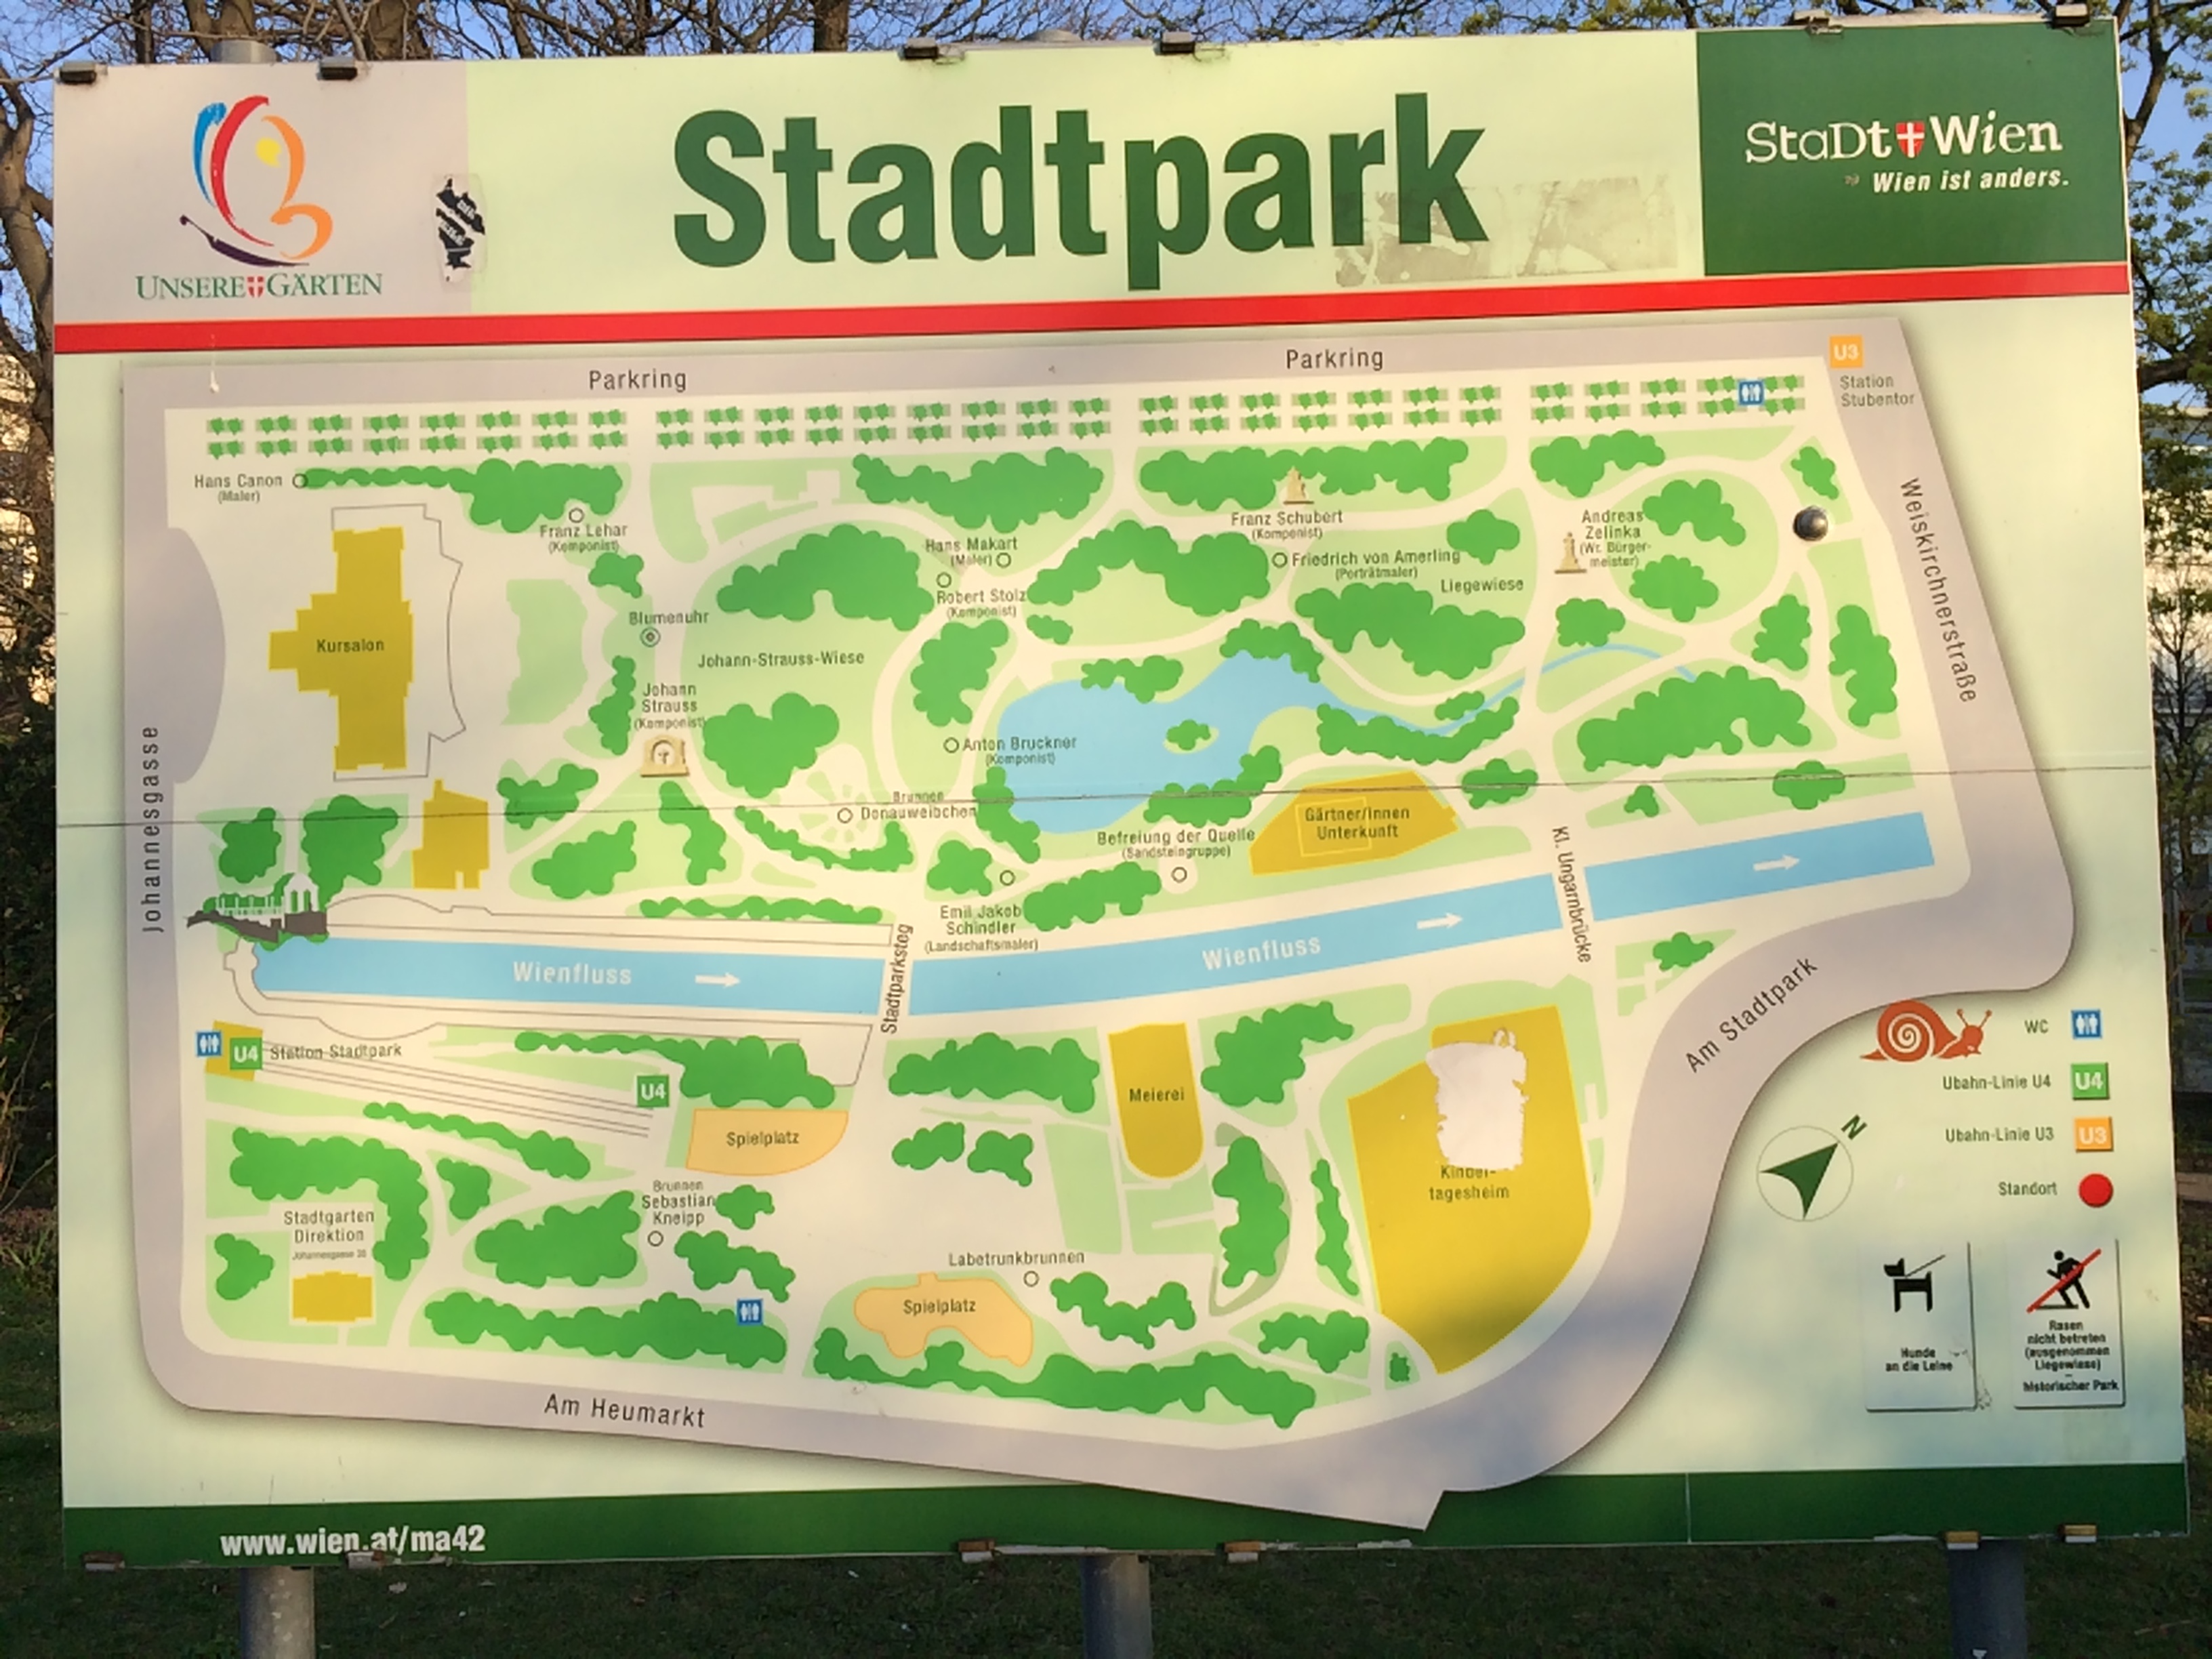 Stadtpark
UNSERE GÄRTEN
StaDt Wien
Wien ist anders.
Parkring
Parkring
U3
Station
Stubentor
Hans Canon
(Maler)
Franz Lehar
(Komponist)
Hans Makart
(Maler)
Robert Stolz
(Komponist)
Franz Schubert
(Komponist)
Friedrich von Amerling
(Porträtmaler)
Liegewiese
Andreas
Zelinka
(Wr. Bürger-
meister)
Weiskirchnerstraße
Kursalon
Blumenuhr
Johann-Strauss-Wiese
Johann
Strauss
(Komponist)
Anton Bruckner
(Komponist)
Brunnen
Donauweibchen
Befreiung der Quelle
(Sandsteingruppe)
Gärtner/innen
Unterkunft
Johannesgasse
Emil Jakob
Schindler
(Landschaftsmaler)
Kl. Ungarnbrücke
Wienfluss
Stadtparksteg
Wienfluss
Am Stadtpark
U4
Station Stadtpark
U4
Spielplatz
Meierei
Kinder-
tagesheim
Brunnen
Sebastian
Kneipp
Stadtgarten
Direktion
Labetrunkbrunnen
Spielplatz
Am Heumarkt
WC
Ubahn-Linie U4
U4
Ubahn-Linie U3
U3
Standort
N
Hunde
an die Leine
Rasen
nicht betreten
(ausgenommen
Liegewiese)
–
historischer Park
www.wien.at/ma42